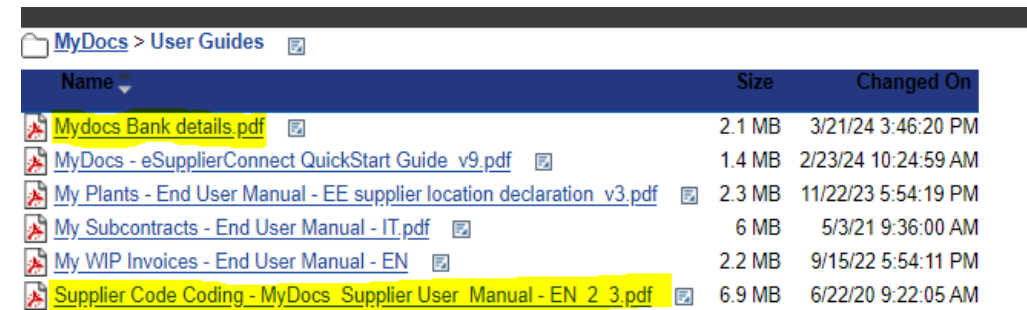 MyDocs > User Guides
Name Size Changed On
Mydocs Bank details.pdf 2.1 MB 3/21/24 3:46:20 PM
MyDocs - eSupplierConnect QuickStart Guide_v9.pdf 1.4 MB 2/23/24 10:24:59 AM
My Plants - End User Manual - EE supplier location declaration_v3.pdf 2.3 MB 11/22/23 5:54:19 PM
My Subcontracts - End User Manual - IT.pdf 6 MB 5/3/21 9:36:00 AM
My WIP Invoices - End User Manual - EN 2.2 MB 9/15/22 5:54:11 PM
Supplier Code Coding - MyDocs_Supplier User_Manual - EN_2_3.pdf 6.9 MB 6/22/20 9:22:05 AM